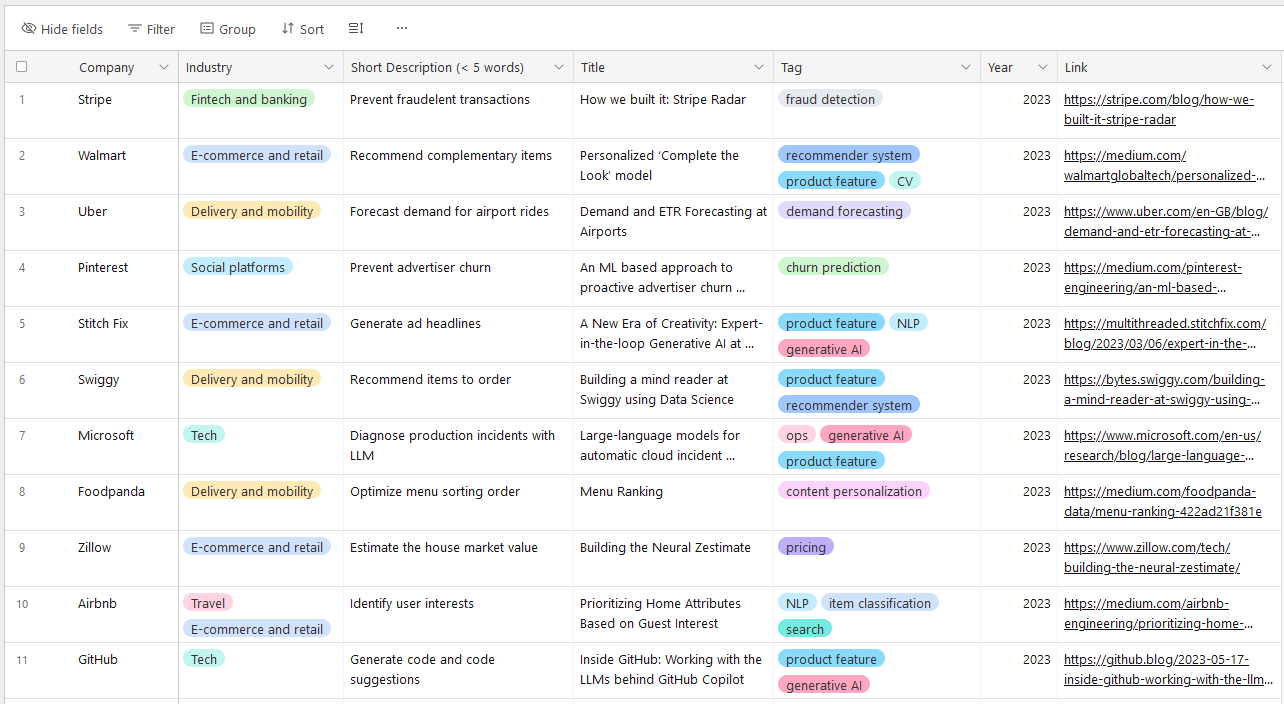 Hide fields Filter Group Sort ...
Company Industry Short Description (< 5 words) Title Tag Year Link
1 Stripe Fintech and banking Prevent fraudelent transactions How we built it: Stripe Radar fraud detection 2023 https://stripe.com/blog/how-we-
built-it-stripe-radar
2 Walmart E-commerce and retail Recommend complementary items Personalized ‘Complete the recommender system 2023 https://medium.com/
Look’ model product feature CV walmartglobaltech/personalized-...
3 Uber Delivery and mobility Forecast demand for airport rides Demand and ETR Forecasting at demand forecasting 2023 https://www.uber.com/en-GB/blog/
Airports demand-and-etr-forecasting-at-...
4 Pinterest Social platforms Prevent advertiser churn An ML based approach to churn prediction 2023 https://medium.com/pinterest-
proactive advertiser churn ... engineering/an-ml-based-...
5 Stitch Fix E-commerce and retail Generate ad headlines A New Era of Creativity: Expert- product feature NLP 2023 https://multithreaded.stitchfix.com/
in-the-loop Generative AI at ... generative AI blog/2023/03/06/expert-in-the-...
6 Swiggy Delivery and mobility Recommend items to order Building a mind reader at product feature 2023 https://bytes.swiggy.com/building-
Swiggy using Data Science recommender system a-mind-reader-at-swiggy-using-...
7 Microsoft Tech Diagnose production incidents with Large-language models for ops generative AI 2023 https://www.microsoft.com/en-us/
LLM automatic cloud incident ... product feature research/blog/large-language-...
8 Foodpanda Delivery and mobility Optimize menu sorting order Menu Ranking content personalization 2023 https://medium.com/foodpanda-
data/menu-ranking-422ad21f381e
9 Zillow E-commerce and retail Estimate the house market value Building the Neural Zestimate pricing 2023 https://www.zillow.com/tech/
building-the-neural-zestimate/
10 Airbnb Travel Identify user interests Prioritizing Home Attributes NLP item classification 2023 https://medium.com/airbnb-
E-commerce and retail Based on Guest Interest search engineering/prioritizing-home-...
11 GitHub Tech Generate code and code Inside GitHub: Working with the product feature 2023 https://github.blog/2023-05-17-
suggestions LLMs behind GitHub Copilot generative AI inside-github-working-with-the-llm...